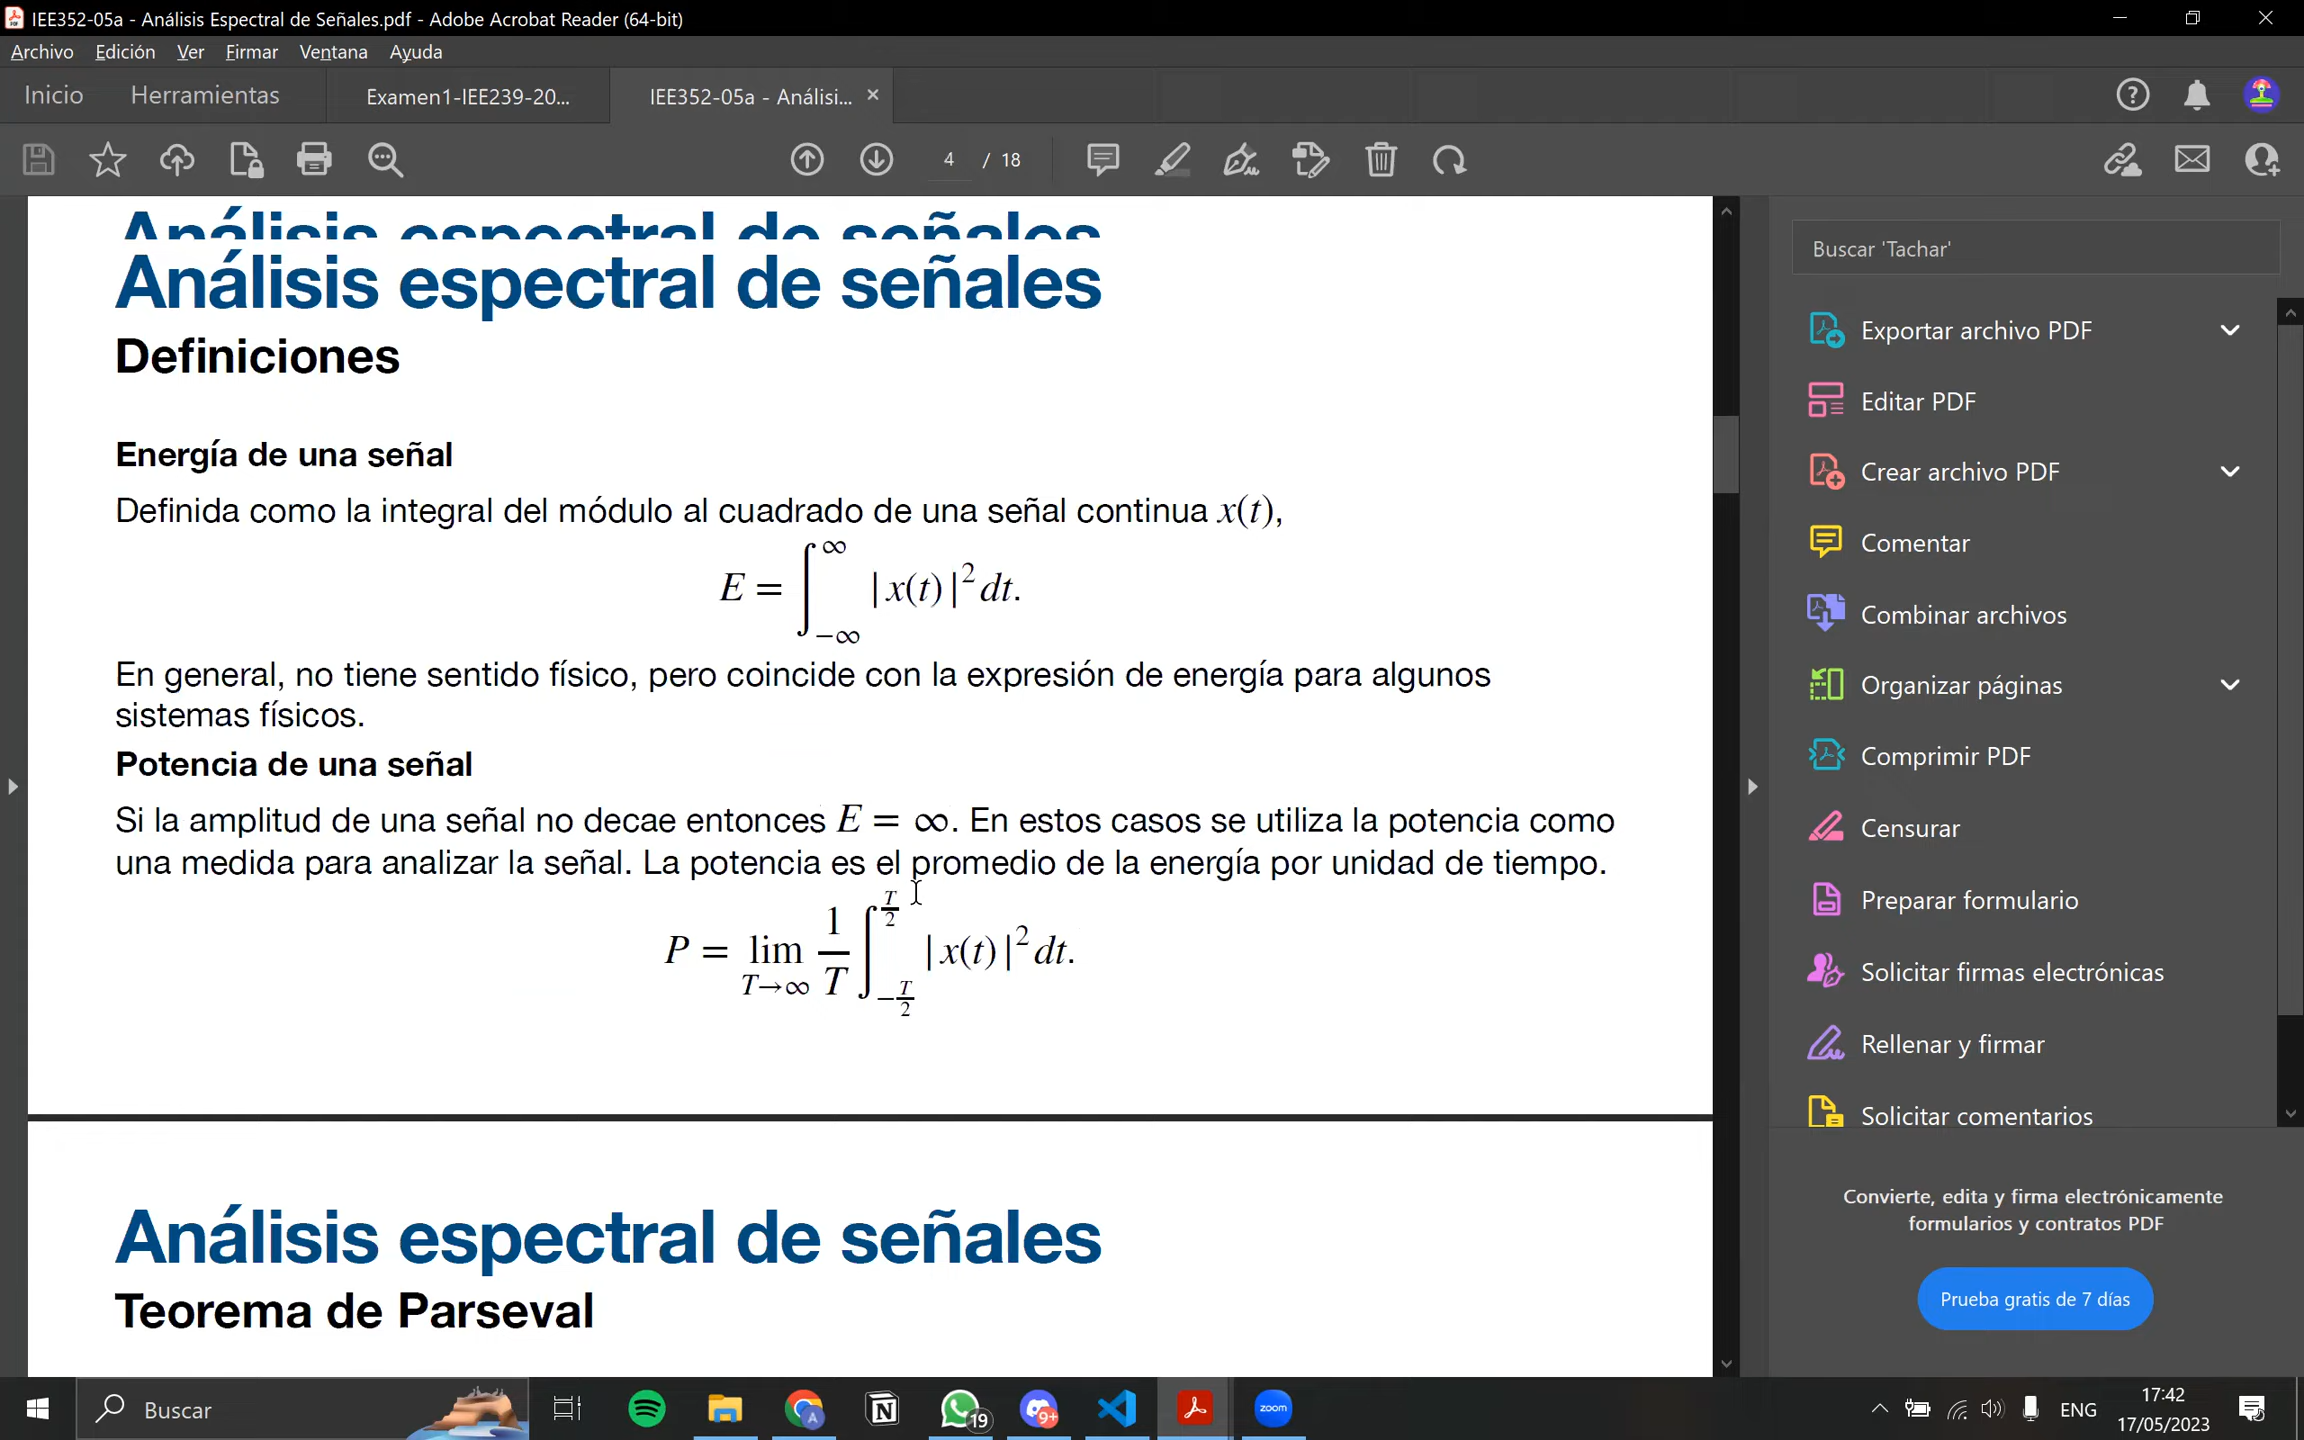 IEE352-05a - Análisis Espectral de Señales.pdf - Adobe Acrobat Reader (64-bit)
Archivo Edición Ver Firmar Ventana Ayuda
Inicio Herramientas Examen1-IEE239-20... IEE352-05a - Análisi...
4 / 18
Análisis espectral de señales
Análisis espectral de señales
Definiciones
Energía de una señal
Definida como la integral del módulo al cuadrado de una señal continua x(t),
E = ∫_{-∞}^{∞} |x(t)|² dt.
En general, no tiene sentido físico, pero coincide con la expresión de energía para algunos
sistemas físicos.
Potencia de una señal
Si la amplitud de una señal no decae entonces E = ∞. En estos casos se utiliza la potencia como
una medida para analizar la señal. La potencia es el promedio de la energía por unidad de tiempo.
P = lim_{T→∞} 1/T ∫_{-T/2}^{T/2} |x(t)|² dt.
Análisis espectral de señales
Teorema de Parseval
Buscar 'Tachar'
Exportar archivo PDF
Editar PDF
Crear archivo PDF
Comentar
Combinar archivos
Organizar páginas
Comprimir PDF
Censurar
Preparar formulario
Solicitar firmas electrónicas
Rellenar y firmar
Solicitar comentarios
Convierte, edita y firma electrónicamente
formularios y contratos PDF
Prueba gratis de 7 días
Buscar
19
9+
zoom
ENG
17:42
17/05/2023